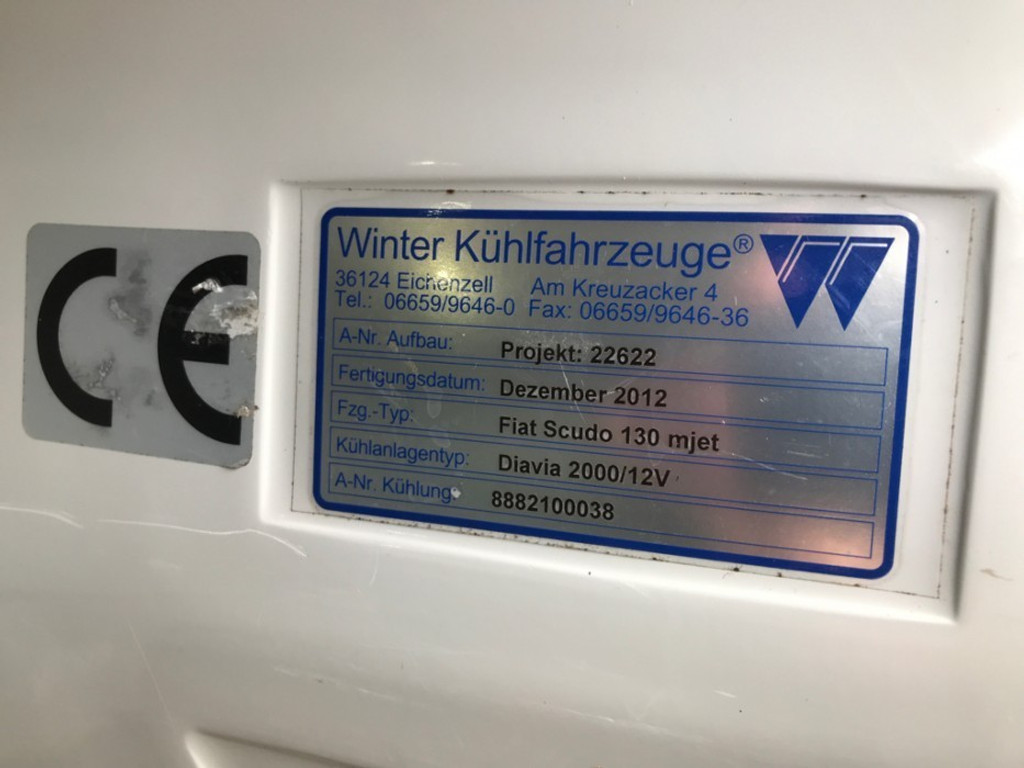 CE
Winter Kühlfahrzeuge®
36124 Eichenzell Am Kreuzacker 4
Tel.: 06659/9646-0 Fax: 06659/9646-36
A-Nr. Aufbau: Projekt: 22622
Fertigungsdatum: Dezember 2012
Fzg.-Typ: Fiat Scudo 130 mjet
Kühlanlagentyp: Diavia 2000/12V
A-Nr. Kühlung: 8882100038